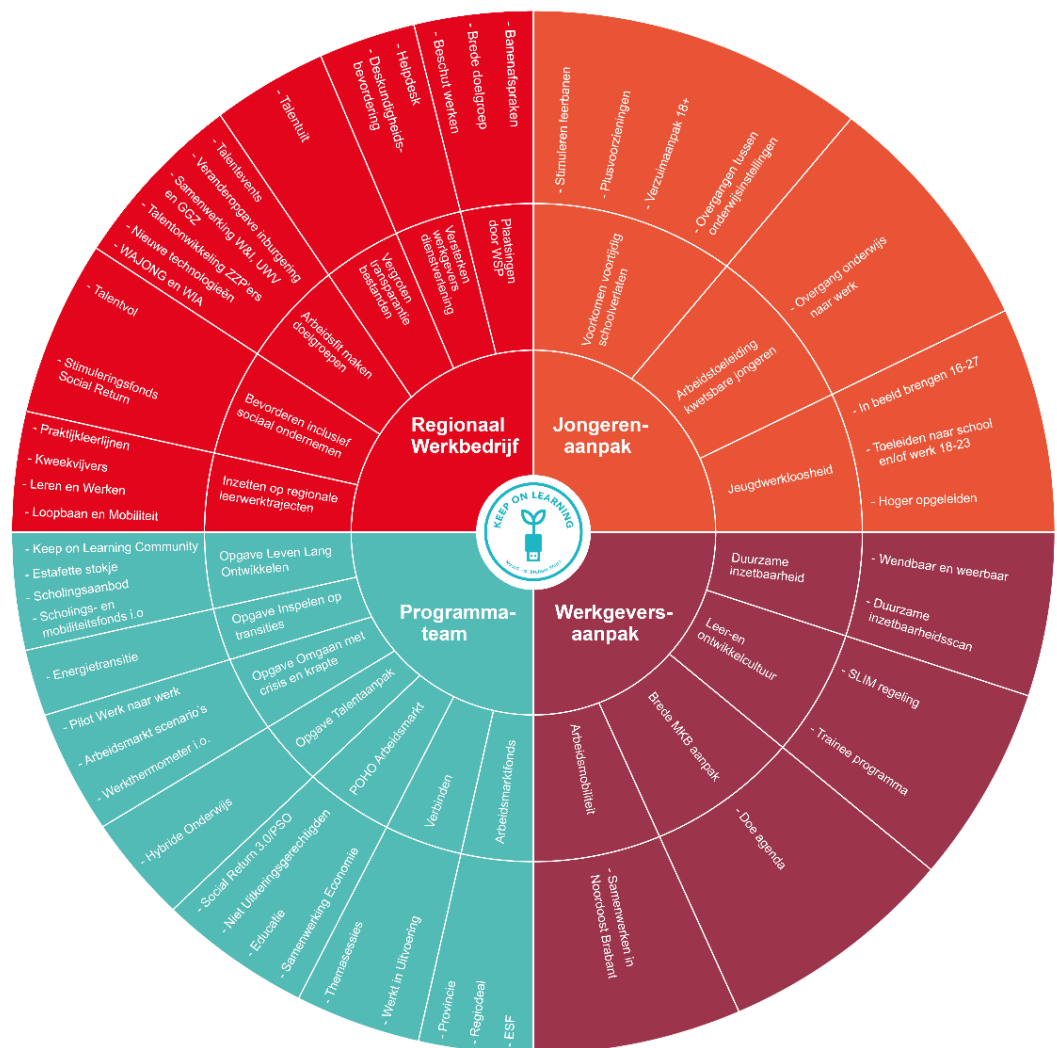 - Banenafspraken
- Brede doelgroep
- Beschut werken
- Helpdesk
- Deskundigheids-
bevordering
- Talentuit
- Talentevents
- Veranderopgave inburgering
- Samenwerking W&I, UWV
en GGZ
- Talentonwikkeling ZZP'ers
- Nieuwe technologieën
- WAJONG en WIA
- Talentvol
- Stimuleringsfonds
Social Return
- Praktijkleerlijnen
- Kweekvijvers
- Leren en Werken
- Loopbaan en Mobiliteit
Plaatsingen
door WSP
Versterken
werkgevers
dienstverlening
Vergroten
transparantie
bestanden
Arbeidsfit maken
doelgroepen
Bevorderen inclusief
sociaal ondernemen
Inzetten op regionale
leerwerktrajecten
Regionaal
Werkbedrijf
- Stimuleren leerbanen
- Plusvoorzieningen
- Verzuimaanpak 18+
- Overgangen tussen
onderwijsinstellingen
- Overgang onderwijs
naar werk
- In beeld brengen 16-27
- Toeleiden naar school
en/of werk 18-23
- Hoger opgeleiden
Voorkomen voortijdig
schoolverlaten
Arbeidstoeleiding
kwetsbare jongeren
Jeugdwerkloosheid
Jongeren-
aanpak
KEEP ON LEARNING
Programma-
team
Opgave Leven Lang
Ontwikkelen
Opgave Inspelen op
transities
Opgave Omgaan met
crisis en krapte
Opgave Talentaanpak
POHO Arbeidsmarkt
Verbinden
Arbeidsmarktfonds
- Keep on Learning Community
- Estafette stokje
- Scholingsaanbod
- Scholings- en
mobiliteitsfonds i.o
- Energietransitie
- Pilot Werk naar werk
- Arbeidsmarkt scenario's
- Werkthermometer i.o.
- Hybride Onderwijs
- Social Return 3.0/PSO
- Niet Uitkeringsgerechtigden
- Educatie
- Samenwerking Economie
- Themasessies
- Werkt in Uitvoering
- Provincie
- Regiodeal
- ESF
Werkgevers-
aanpak
Duurzame
inzetbaarheid
Leer-en
ontwikkelcultuur
Brede MKB aanpak
Arbeidsmobiliteit
- Wendbaar en weerbaar
- Duurzame
inzetbaarheidsscan
- SLIM regeling
- Trainee programma
- Doe agenda
- Samenwerken in
Noordoost Brabant